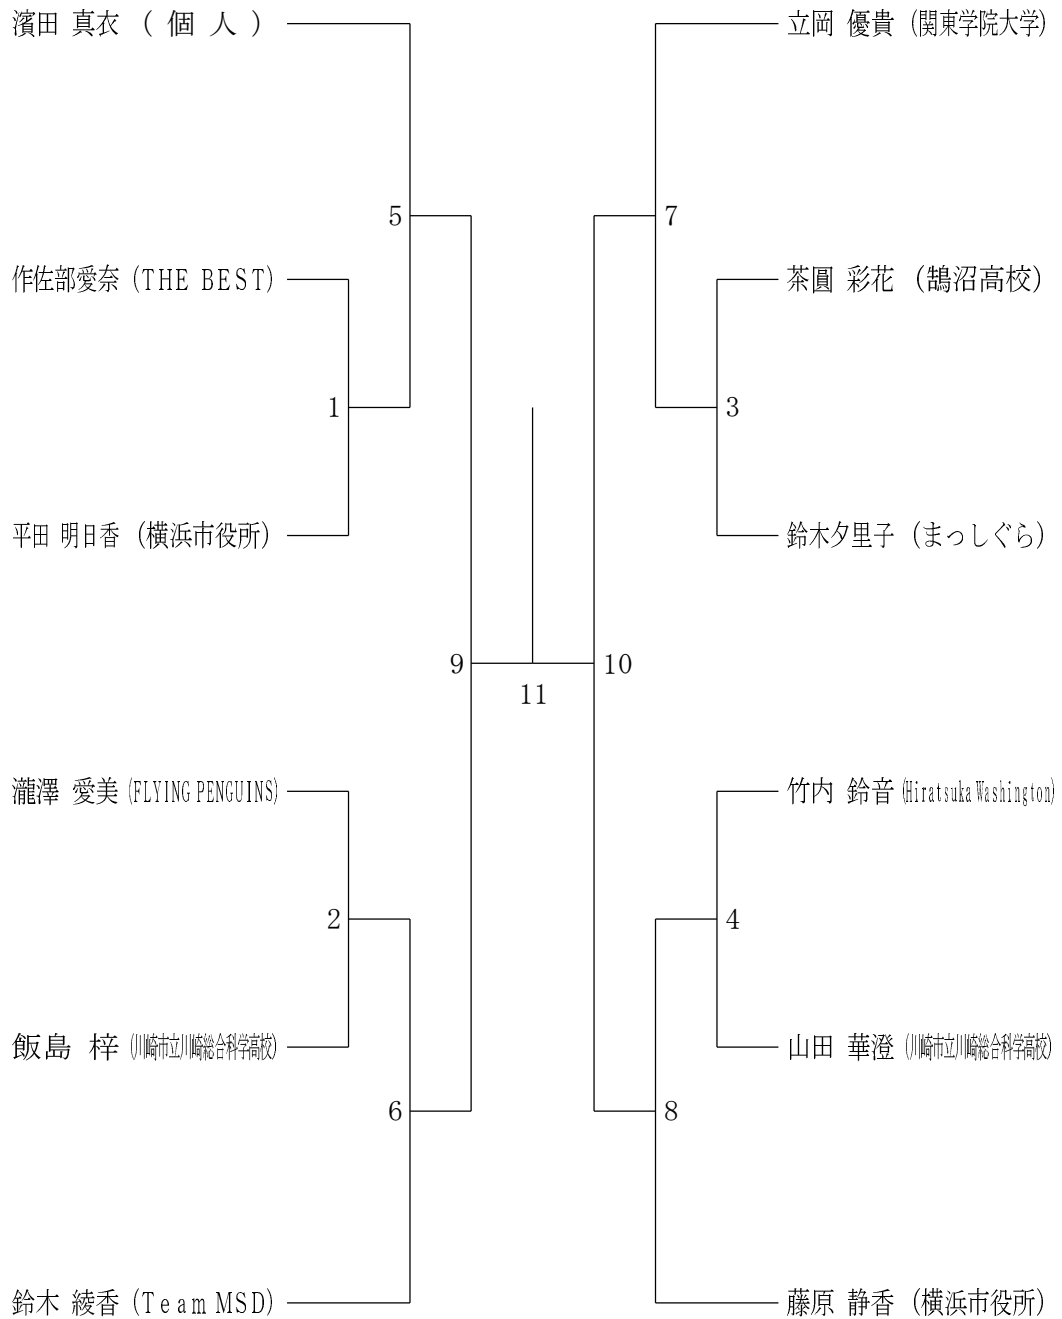 濱田 真衣 ( 個 人 )
立岡 優貴 (関東学院大学)
5
7
作佐部愛奈 (THE BEST)
茶圓 彩花 (鵠沼高校)
1
3
平田 明日香 (横浜市役所)
鈴木夕里子 (まっしぐら)
9
10
11
瀧澤 愛美 (FLYING PENGUINS)
竹内 鈴音 (Hiratsuka Washington)
2
4
飯島 梓 (川崎市立川崎総合科学高校)
山田 華澄 (川崎市立川崎総合科学高校)
6
8
鈴木 綾香 (Team MSD)
藤原 静香 (横浜市役所)